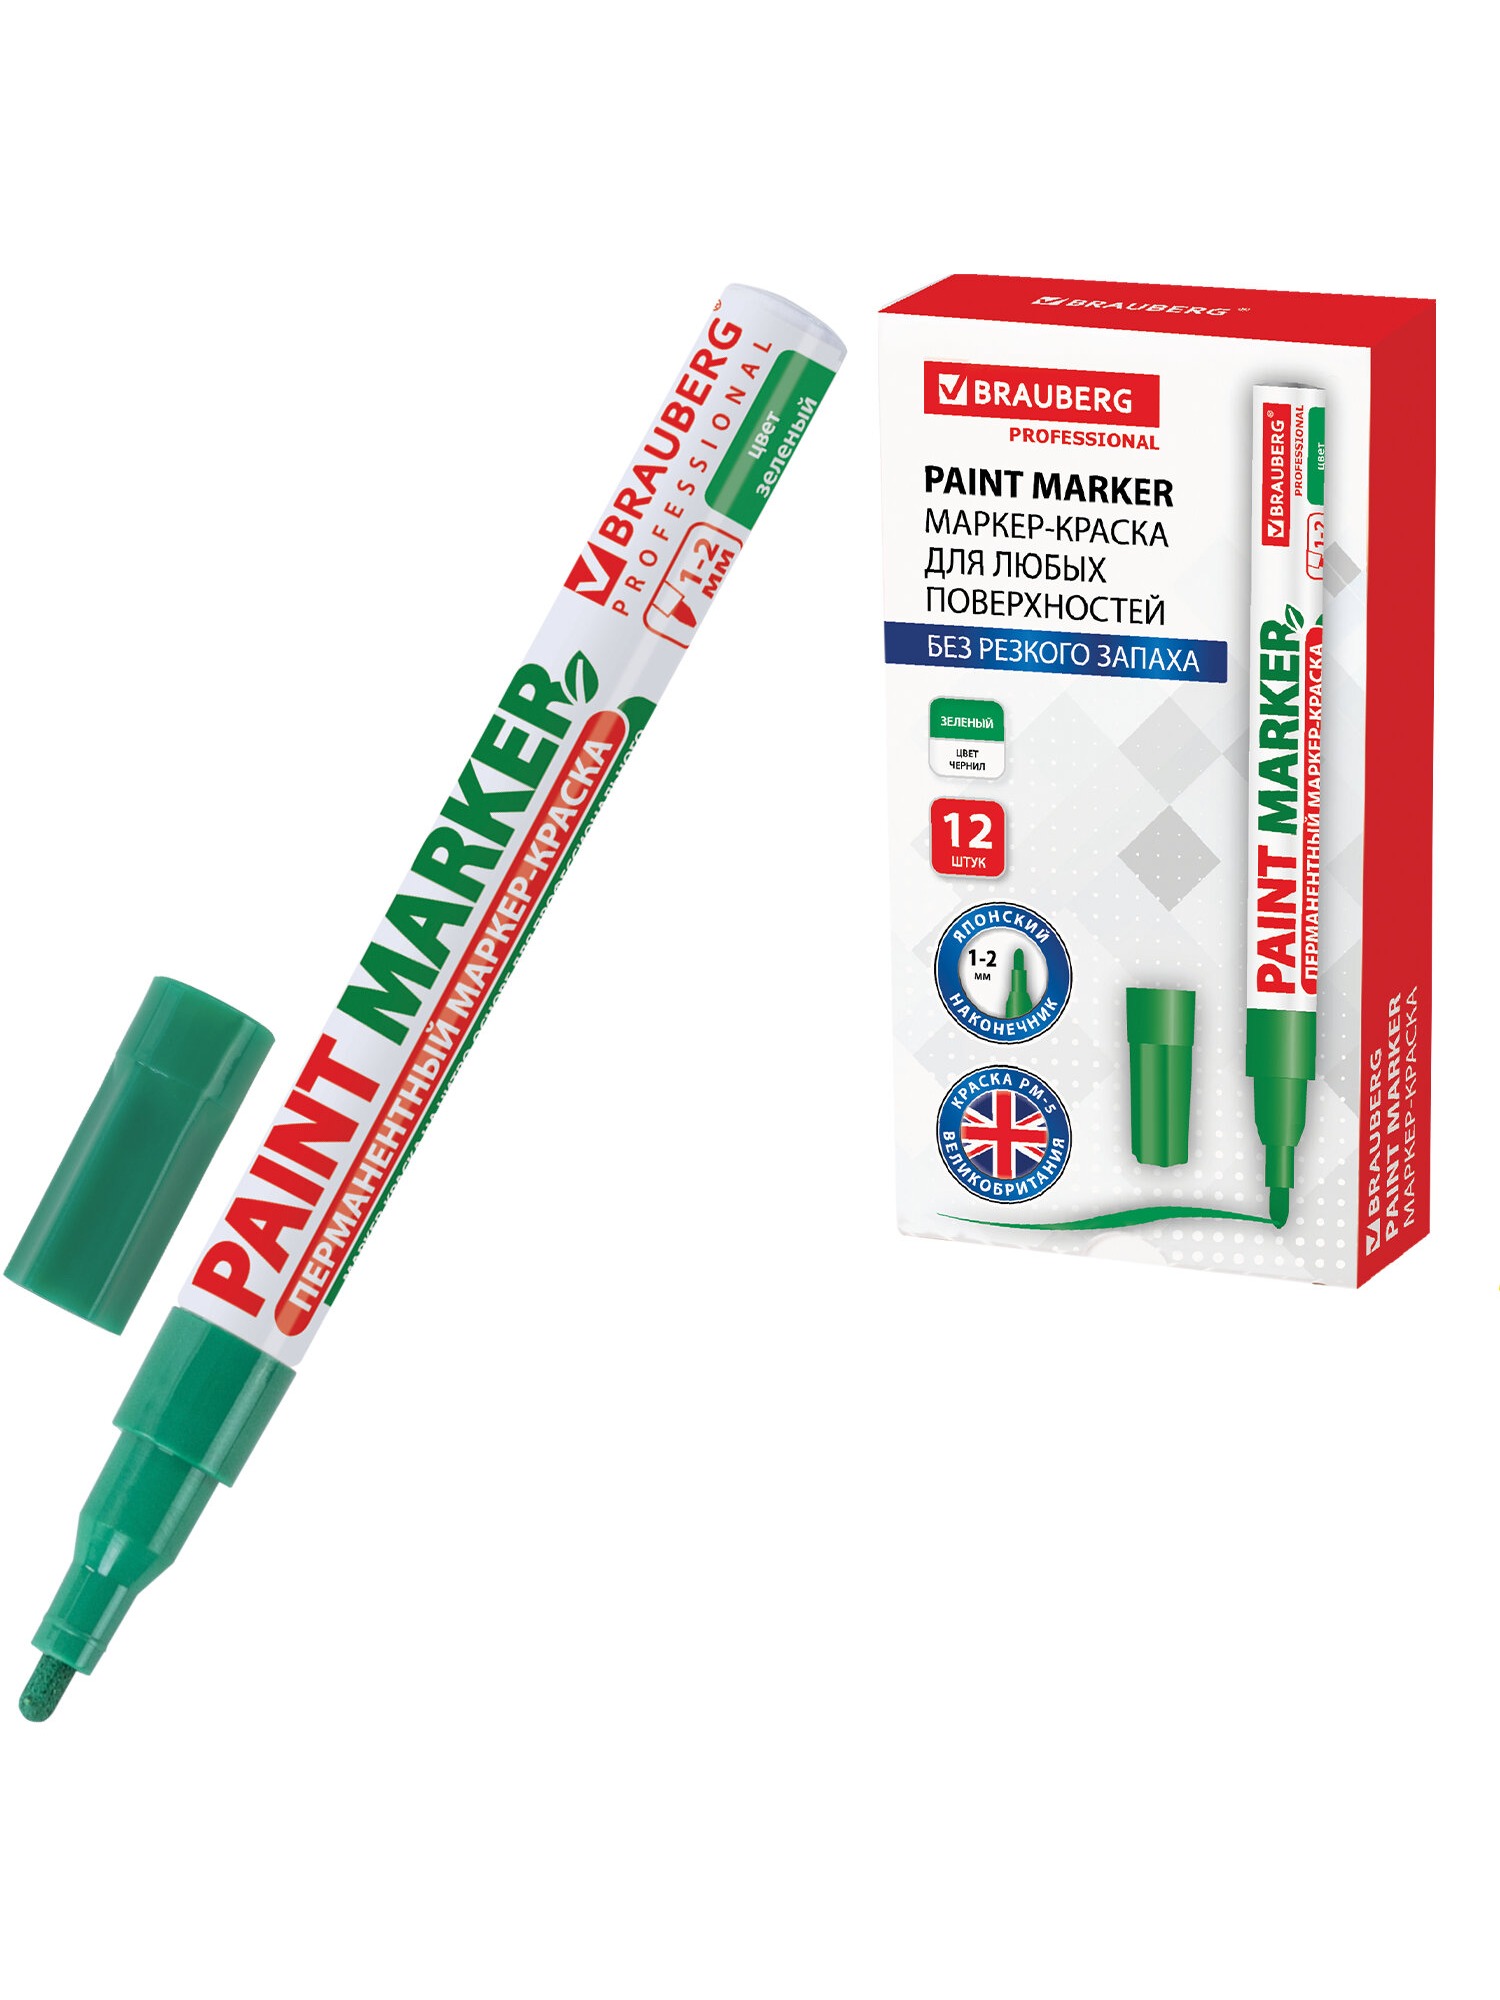 BRAUBERG®
PROFESSIONAL
цвет
зеленый
1-2
мм
PAINT MARKER
ПЕРМАНЕНТНЫЙ МАРКЕР-КРАСКА
BRAUBERG®
BRAUBERG
PROFESSIONAL
PAINT MARKER
МАРКЕР-КРАСКА
ДЛЯ ЛЮБЫХ
ПОВЕРХНОСТЕЙ
БЕЗ РЕЗКОГО ЗАПАХА
ЗЕЛЕНЫЙ
ЦВЕТ
ЧЕРНИЛ
12
ШТУК
ЯПОНСКИЙ
1-2
мм
НАКОНЕЧНИК
КРАСКА PM-5
ВЕЛИКОБРИТАНИЯ
BRAUBERG®
PROFESSIONAL
цвет
1-2
PAINT MARKER
ПЕРМАНЕНТНЫЙ МАРКЕР-КРАСКА
BRAUBERG
PAINT MARKER
МАРКЕР-КРАСКА